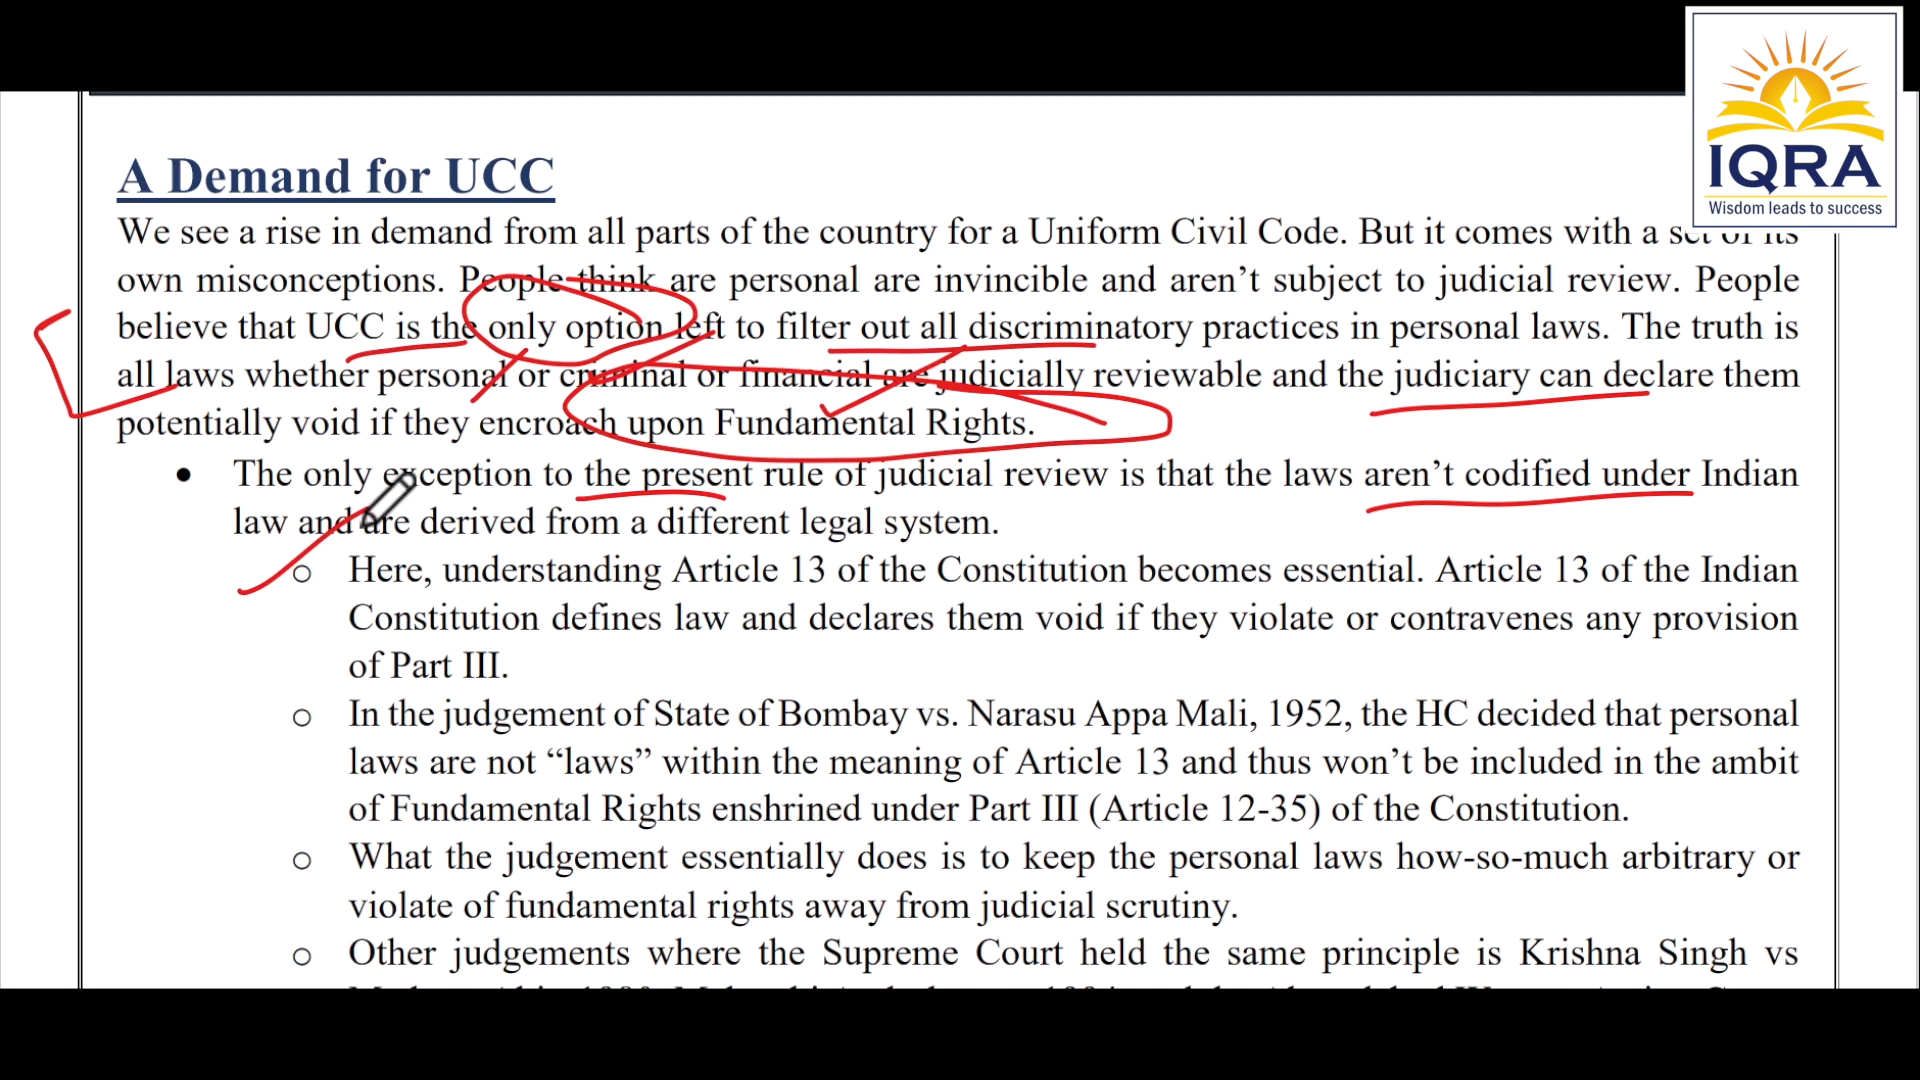 IQRA
Wisdom leads to success
A Demand for UCC
We see a rise in demand from all parts of the country for a Uniform Civil Code. But it comes with a set of its
own misconceptions. People think are personal are invincible and aren’t subject to judicial review. People
believe that UCC is the only option left to filter out all discriminatory practices in personal laws. The truth is
all laws whether personal or criminal or financial are judicially reviewable and the judiciary can declare them
potentially void if they encroach upon Fundamental Rights.
• The only exception to the present rule of judicial review is that the laws aren’t codified under Indian
law and are derived from a different legal system.
o Here, understanding Article 13 of the Constitution becomes essential. Article 13 of the Indian
Constitution defines law and declares them void if they violate or contravenes any provision
of Part III.
o In the judgement of State of Bombay vs. Narasu Appa Mali, 1952, the HC decided that personal
laws are not “laws” within the meaning of Article 13 and thus won’t be included in the ambit
of Fundamental Rights enshrined under Part III (Article 12-35) of the Constitution.
o What the judgement essentially does is to keep the personal laws how-so-much arbitrary or
violate of fundamental rights away from judicial scrutiny.
o Other judgements where the Supreme Court held the same principle is Krishna Singh vs